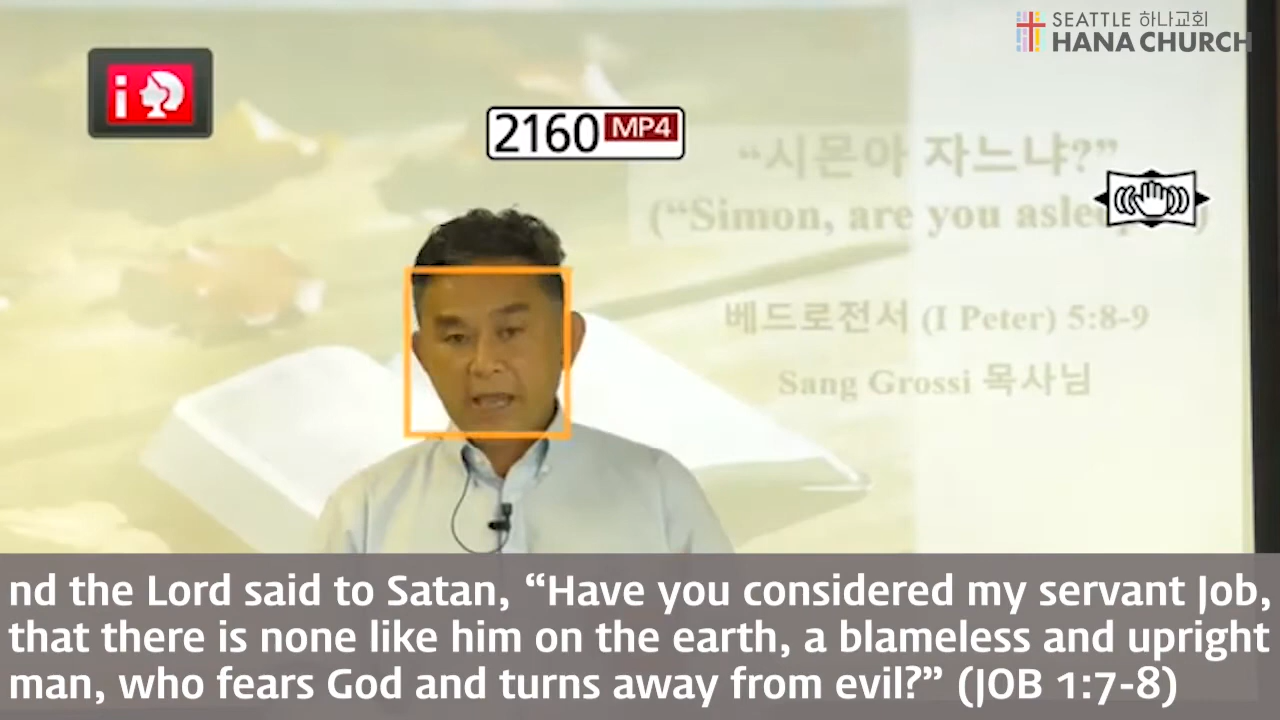 SEATTLE 하나교회
HANA CHURCH
i
2160 MP4
“시몬아 자느냐?”
(“Simon, are you
베드로전서 (I Peter) 5:8-9
Sang Grossi 목사님
nd the Lord said to Satan, “Have you considered my servant Job,
that there is none like him on the earth, a blameless and upright
man, who fears God and turns away from evil?” (JOB 1:7-8)